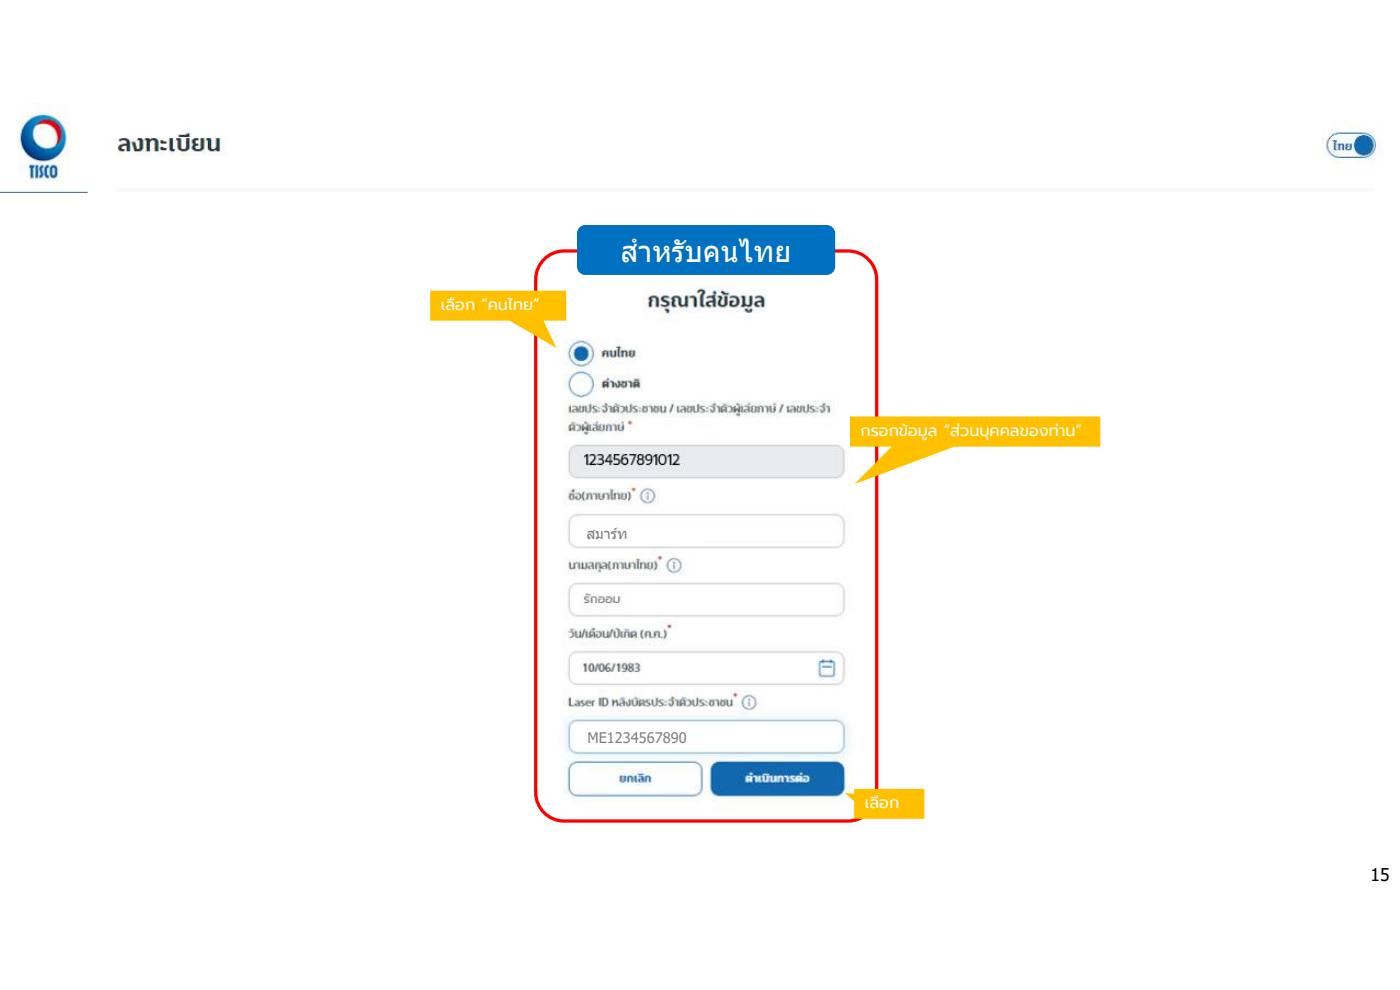 TISCO
ลงทะเบียน
ไทย
สำหรับคนไทย
เลือก “คนไทย”
กรุณาใส่ข้อมูล
คนไทย
ต่างชาติ
เลขประจำตัวประชาชน / เลขประจำตัวผู้เสียภาษี / เลขประจำ
ตัวผู้เสียภาษี *
กรอกข้อมูล “ส่วนบุคคลของท่าน”
1234567891012
ชื่อ(ภาษาไทย)*
สมาร์ท
นามสกุล(ภาษาไทย)*
รักออม
วัน/เดือน/ปีเกิด (ค.ศ.)*
10/06/1983
Laser ID หลังบัตรประจำตัวประชาชน*
ME1234567890
ยกเลิก
ดำเนินการต่อ
เลือก
15